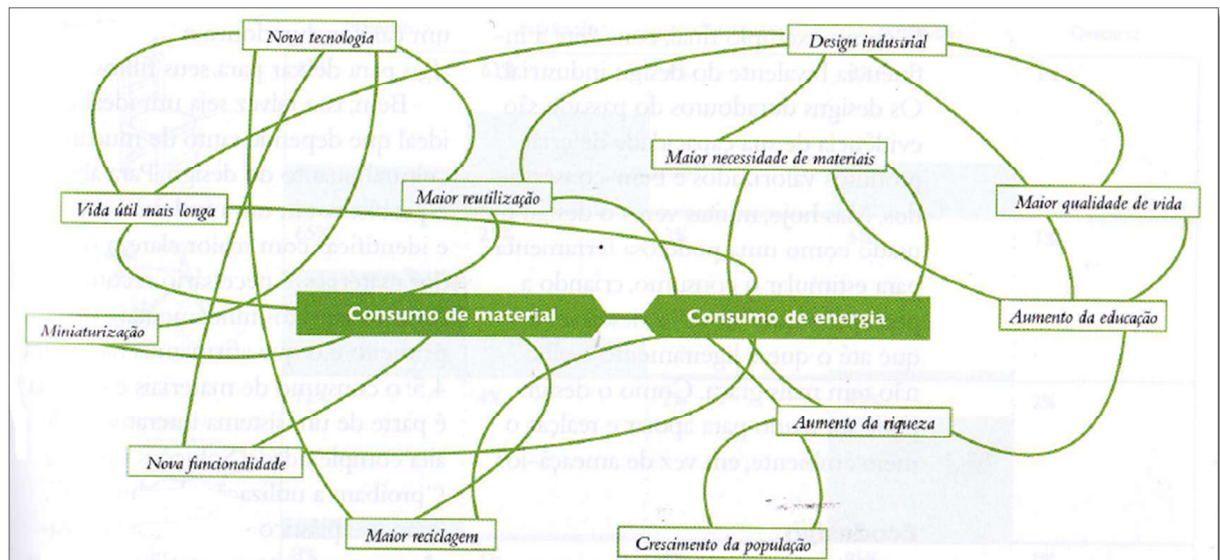 Nova tecnologia
Design industrial
Maior necessidade de materiais
Maior reutilização
Vida útil mais longa
Maior qualidade de vida
Consumo de material
Consumo de energia
Miniaturização
Aumento da educação
Aumento da riqueza
Nova funcionalidade
Maior reciclagem
Crescimento da população